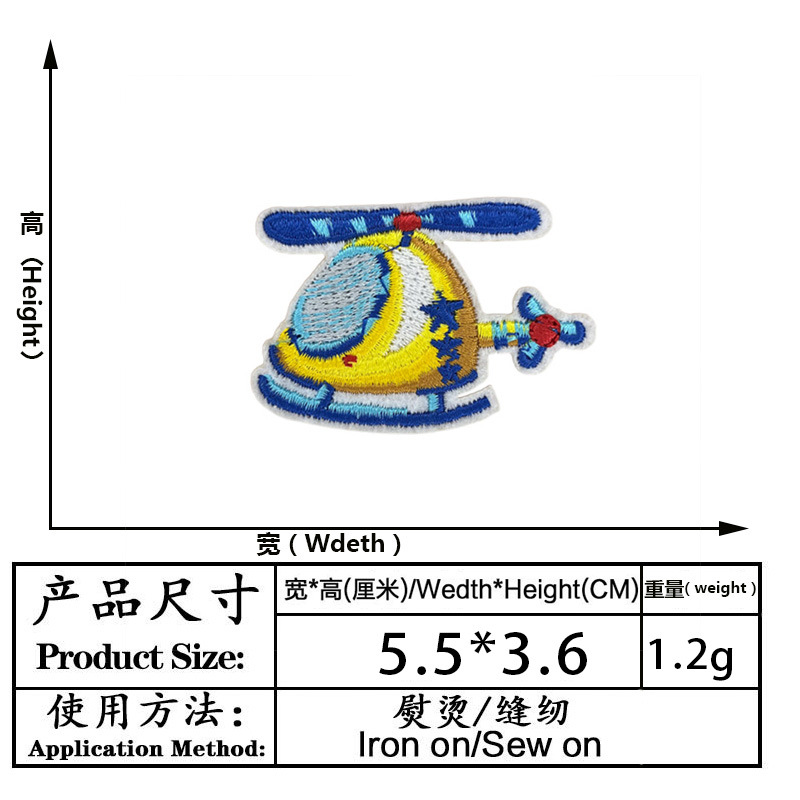 高 (Height)
宽 ( Wdeth )
产品尺寸
Product Size:
宽*高(厘米)/Wedth*Height(CM)
重量( weight )
5.5*3.6
1.2g
使用方法:
Application Method:
熨烫/缝纫
Iron on/Sew on